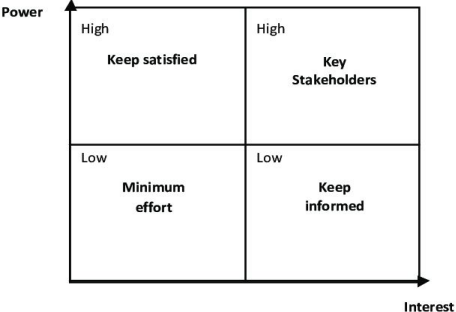 Power
High
Keep satisfied
High
Key
Stakeholders
Low
Minimum
effort
Low
Keep
informed
Interest